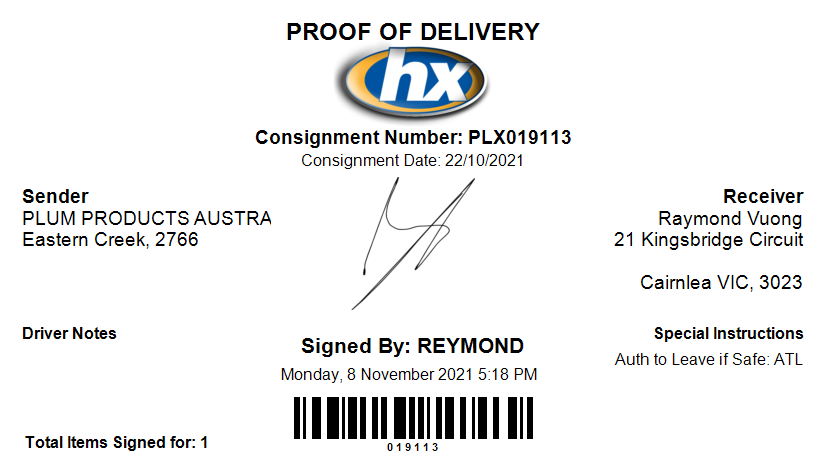 PROOF OF DELIVERY
hx
Consignment Number: PLX019113
Consignment Date: 22/10/2021
Sender
PLUM PRODUCTS AUSTRA
Eastern Creek, 2766
Receiver
Raymond Vuong
21 Kingsbridge Circuit
Cairnlea VIC, 3023
Driver Notes
Signed By: REYMOND
Monday, 8 November 2021 5:18 PM
Special Instructions
Auth to Leave if Safe: ATL
Total Items Signed for: 1
019113